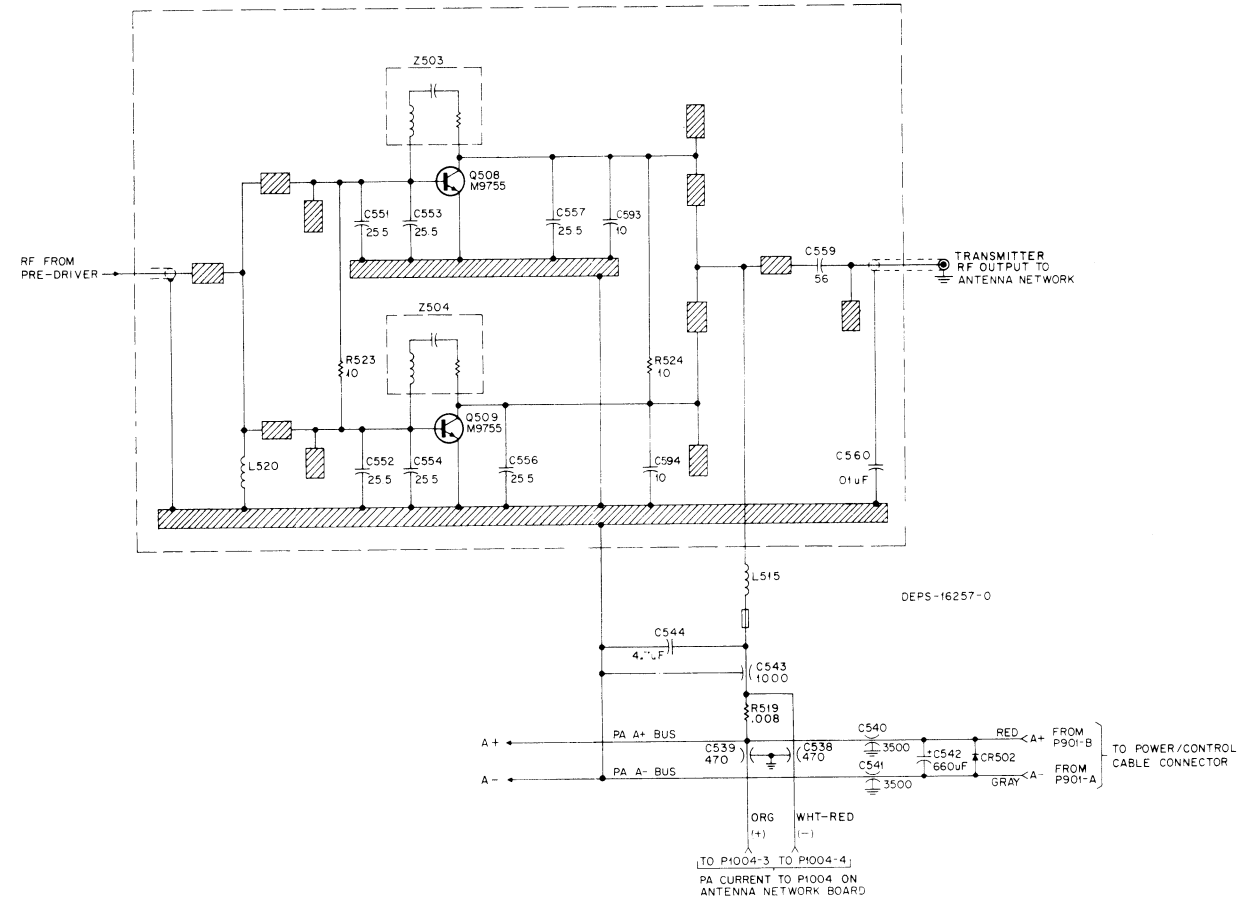 Z503
Q508
M9755
C551
25.5
C553
25.5
C557
25.5
C593
10
RF FROM
PRE-DRIVER
C559
56
TRANSMITTER
RF OUTPUT TO
ANTENNA NETWORK
Z504
R523
10
R524
10
Q509
M9755
L520
C552
25.5
C554
25.5
C556
25.5
C594
10
C560
.01uF
L515
DEPS-16257-0
C544
C543
1000
R519
.008
A+
PA A+ BUS
C539
470
C538
470
C540
3500
C541
3500
+
C542
660uF
CR502
RED
A+
FROM
P901-B
GRAY
A-
FROM
P901-A
TO POWER/CONTROL
CABLE CONNECTOR
A-
PA A- BUS
ORG
(+)
WHT-RED
(-)
TO P1004-3 TO P1004-4
PA CURRENT TO P1004 ON
ANTENNA NETWORK BOARD